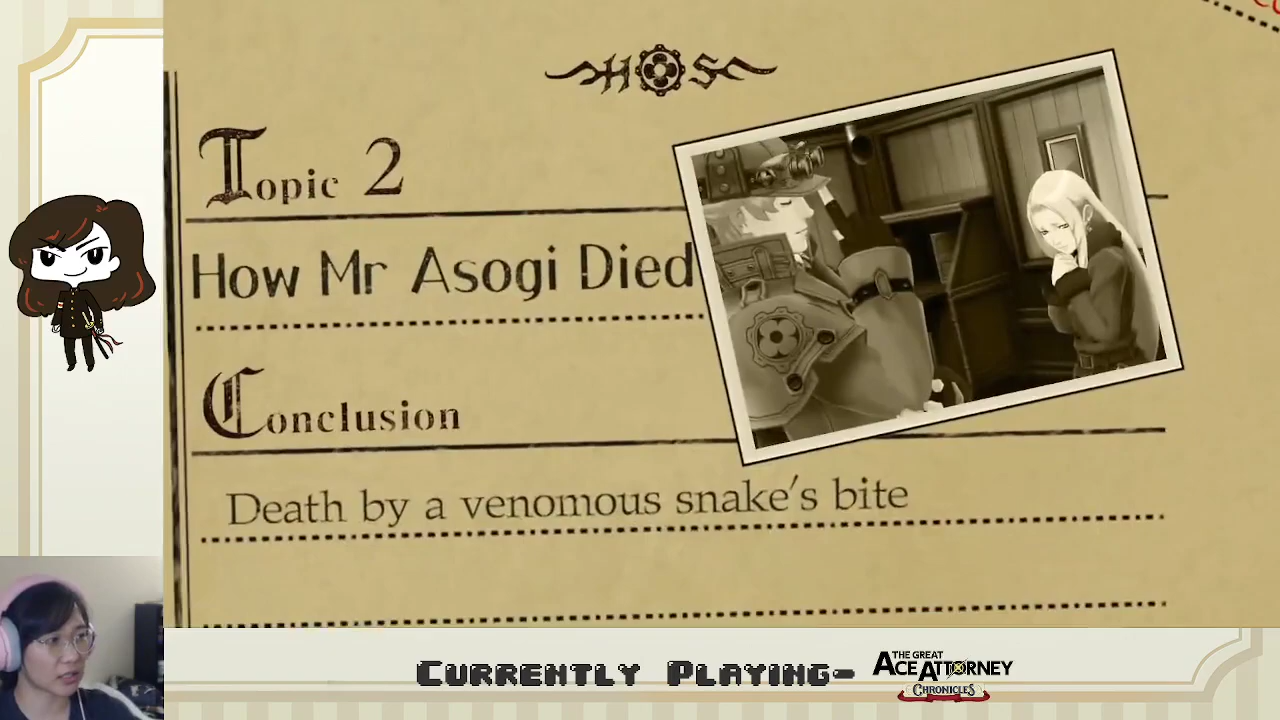 H S
Topic 2
How Mr Asogi Died
Conclusion
Death by a venomous snake's bite
Currently Playing-
THE GREAT
ACE ATTORNEY
CHRONICLES